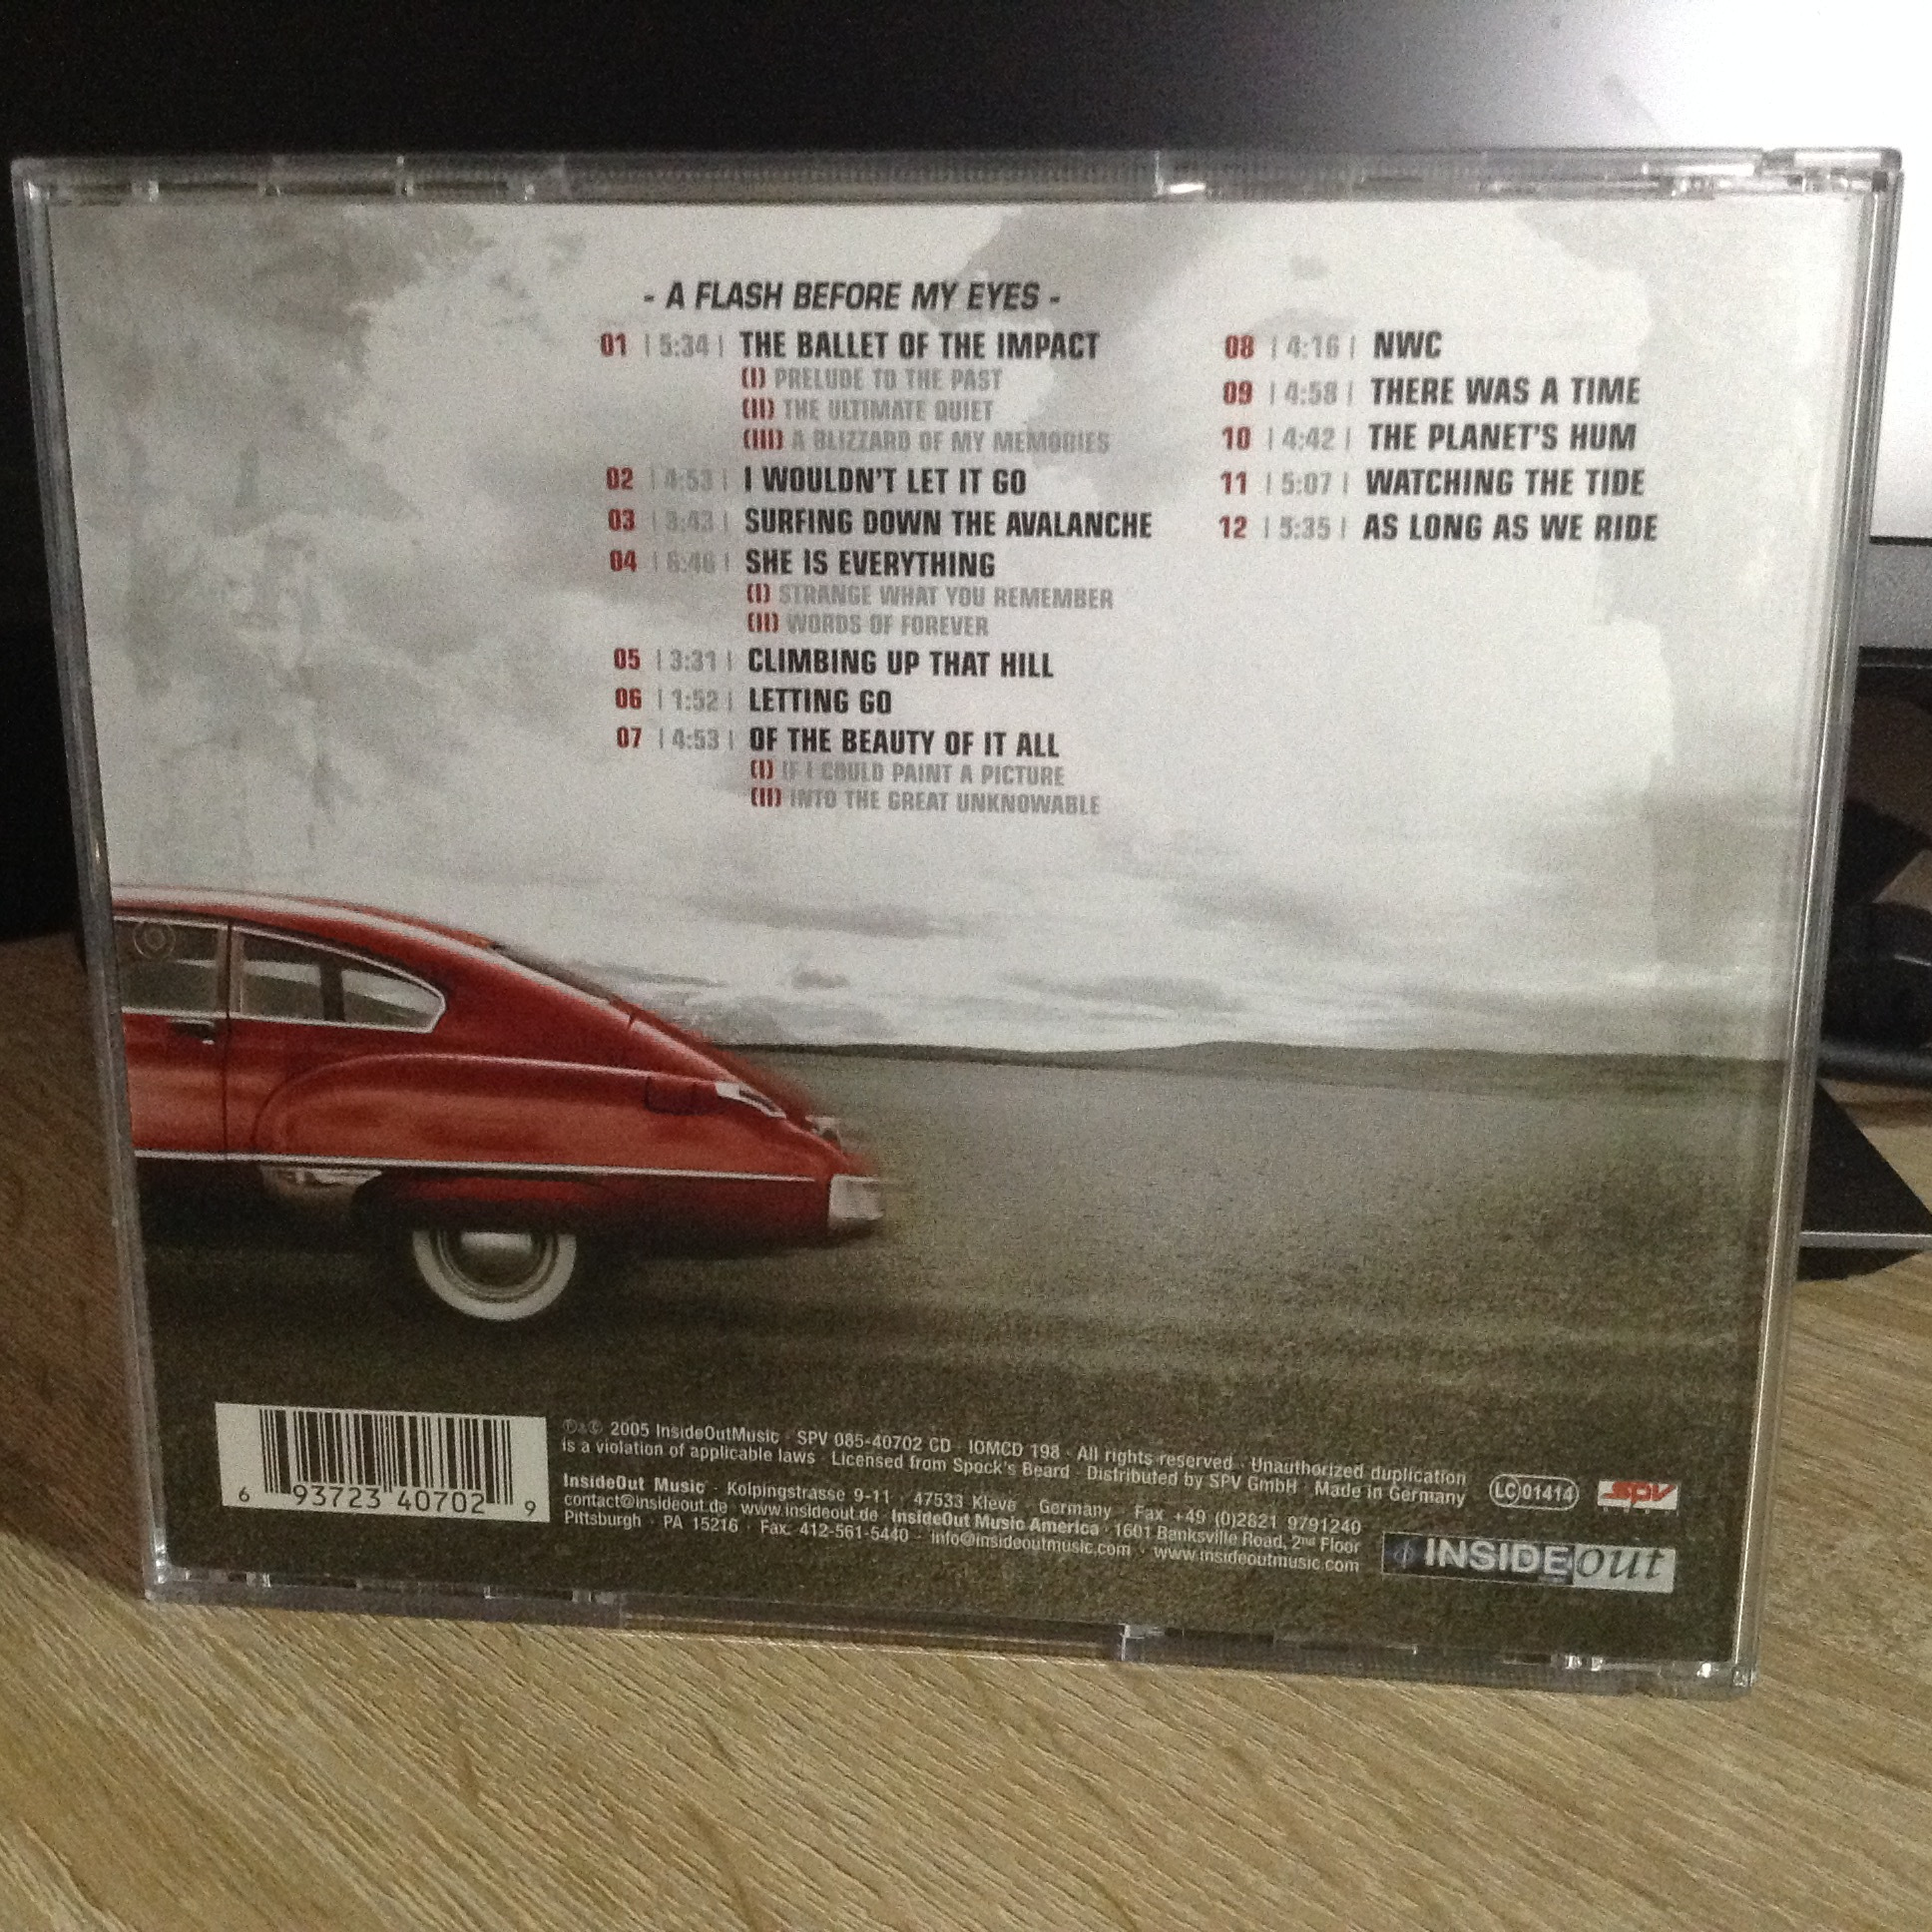 - A FLASH BEFORE MY EYES -
01 | 5:34 | THE BALLET OF THE IMPACT
(I) PRELUDE TO THE PAST
(II) THE ULTIMATE QUIET
(III) A BLIZZARD OF MY MEMORIES
02 | 4:53 | I WOULDN'T LET IT GO
03 | 3:43 | SURFING DOWN THE AVALANCHE
04 | 6:46 | SHE IS EVERYTHING
(I) STRANGE WHAT YOU REMEMBER
(II) WORDS OF FOREVER
05 | 3:31 | CLIMBING UP THAT HILL
06 | 1:52 | LETTING GO
07 | 4:53 | OF THE BEAUTY OF IT ALL
(I) IF I COULD PAINT A PICTURE
(II) INTO THE GREAT UNKNOWABLE
08 | 4:16 | NWC
09 | 4:58 | THERE WAS A TIME
10 | 4:42 | THE PLANET'S HUM
11 | 5:07 | WATCHING THE TIDE
12 | 5:35 | AS LONG AS WE RIDE
6 93723 40702 9
℗&© 2005 InsideOutMusic · SPV 085-40702 CD · IOMCD 198 · All rights reserved · Unauthorized duplication
is a violation of applicable laws · Licensed from Spock's Beard · Distributed by SPV GmbH · Made in Germany
InsideOut Music · Kolpingstrasse 9-11 · 47533 Kleve · Germany · Fax +49 (0)2821 9791240
contact@insideout.de · www.insideout.de · InsideOut Music America · 1601 Banksville Road, 2nd Floor
Pittsburgh · PA 15216 · Fax: 412-561-5440 · info@insideoutmusic.com · www.insideoutmusic.com
LC 01414
SPV
INSIDEout